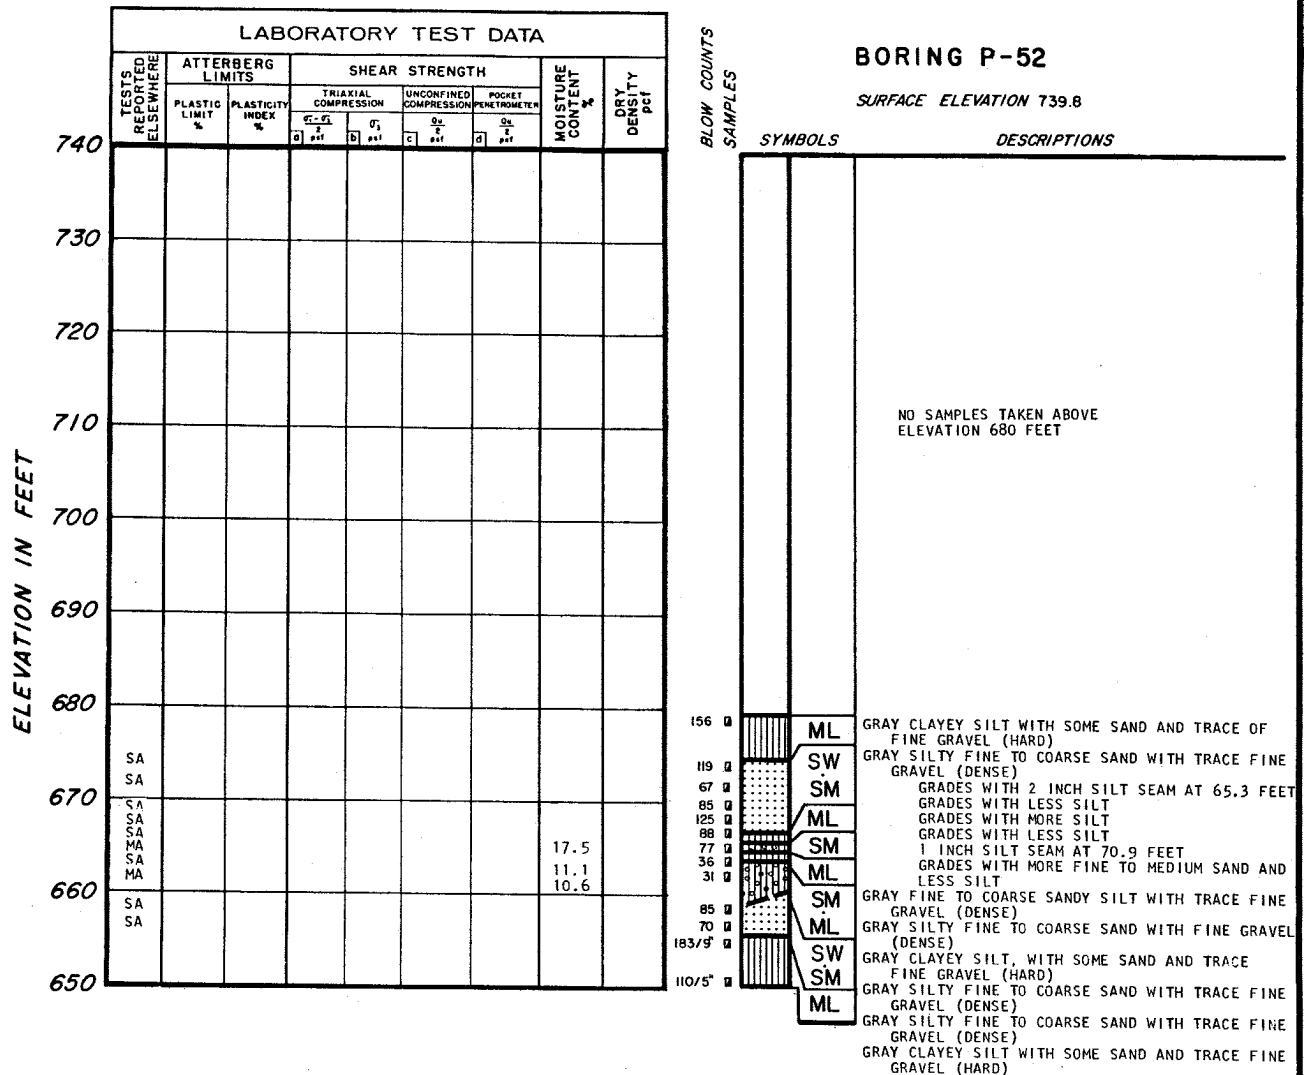 LABORATORY TEST DATA
TESTS REPORTED ELSEWHERE
ATTERBERG LIMITS
SHEAR STRENGTH
MOISTURE CONTENT %
DRY DENSITY pcf
PLASTIC LIMIT %
PLASTICITY INDEX %
TRIAXIAL COMPRESSION
UNCONFINED COMPRESSION
POCKET PENETROMETER
a psf
b σ3 psf
c Qu 2 psf
d Qu 2 psf
BLOW COUNTS
SAMPLES
BORING P-52
SURFACE ELEVATION 739.8
SYMBOLS
DESCRIPTIONS
ELEVATION IN FEET
740
730
720
710
700
690
680
670
660
650
NO SAMPLES TAKEN ABOVE
ELEVATION 680 FEET
SA
SA
SA
SA
SA
MA
SA
MA
SA
SA
17.5
11.1
10.6
156
119
67
85
125
88
77
36
31
85
70
183/9"
110/5"
ML
SW
SM
ML
SM
ML
SM
ML
SW
SM
ML
GRAY CLAYEY SILT WITH SOME SAND AND TRACE OF
FINE GRAVEL (HARD)
GRAY SILTY FINE TO COARSE SAND WITH TRACE FINE
GRAVEL (DENSE)
GRADES WITH 2 INCH SILT SEAM AT 65.3 FEET
GRADES WITH LESS SILT
GRADES WITH MORE SILT
GRADES WITH LESS SILT
1 INCH SILT SEAM AT 70.9 FEET
GRADES WITH MORE FINE TO MEDIUM SAND AND
LESS SILT
GRAY FINE TO COARSE SANDY SILT WITH TRACE FINE
GRAVEL (DENSE)
GRAY SILTY FINE TO COARSE SAND WITH FINE GRAVEL
(DENSE)
GRAY CLAYEY SILT, WITH SOME SAND AND TRACE
FINE GRAVEL (HARD)
GRAY SILTY FINE TO COARSE SAND WITH TRACE FINE
GRAVEL (DENSE)
GRAY SILTY FINE TO COARSE SAND WITH TRACE FINE
GRAVEL (DENSE)
GRAY CLAYEY SILT WITH SOME SAND AND TRACE FINE
GRAVEL (HARD)